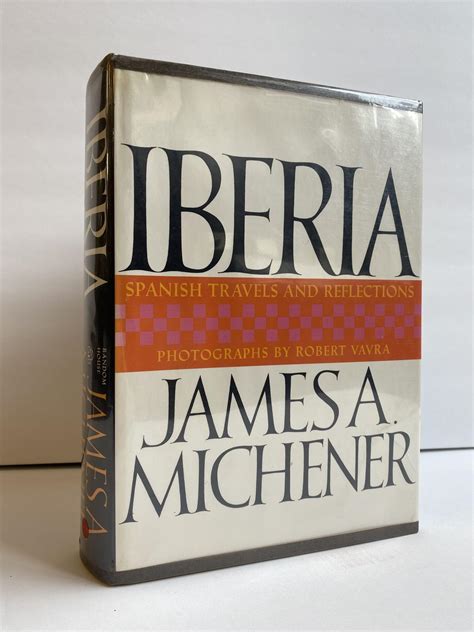 IBERIA
SPANISH TRAVELS AND REFLECTIONS
PHOTOGRAPHS BY ROBERT VAVRA
JAMES A.
MICHENER
IBERIA
RANDOM
HOUSE
JAMES A